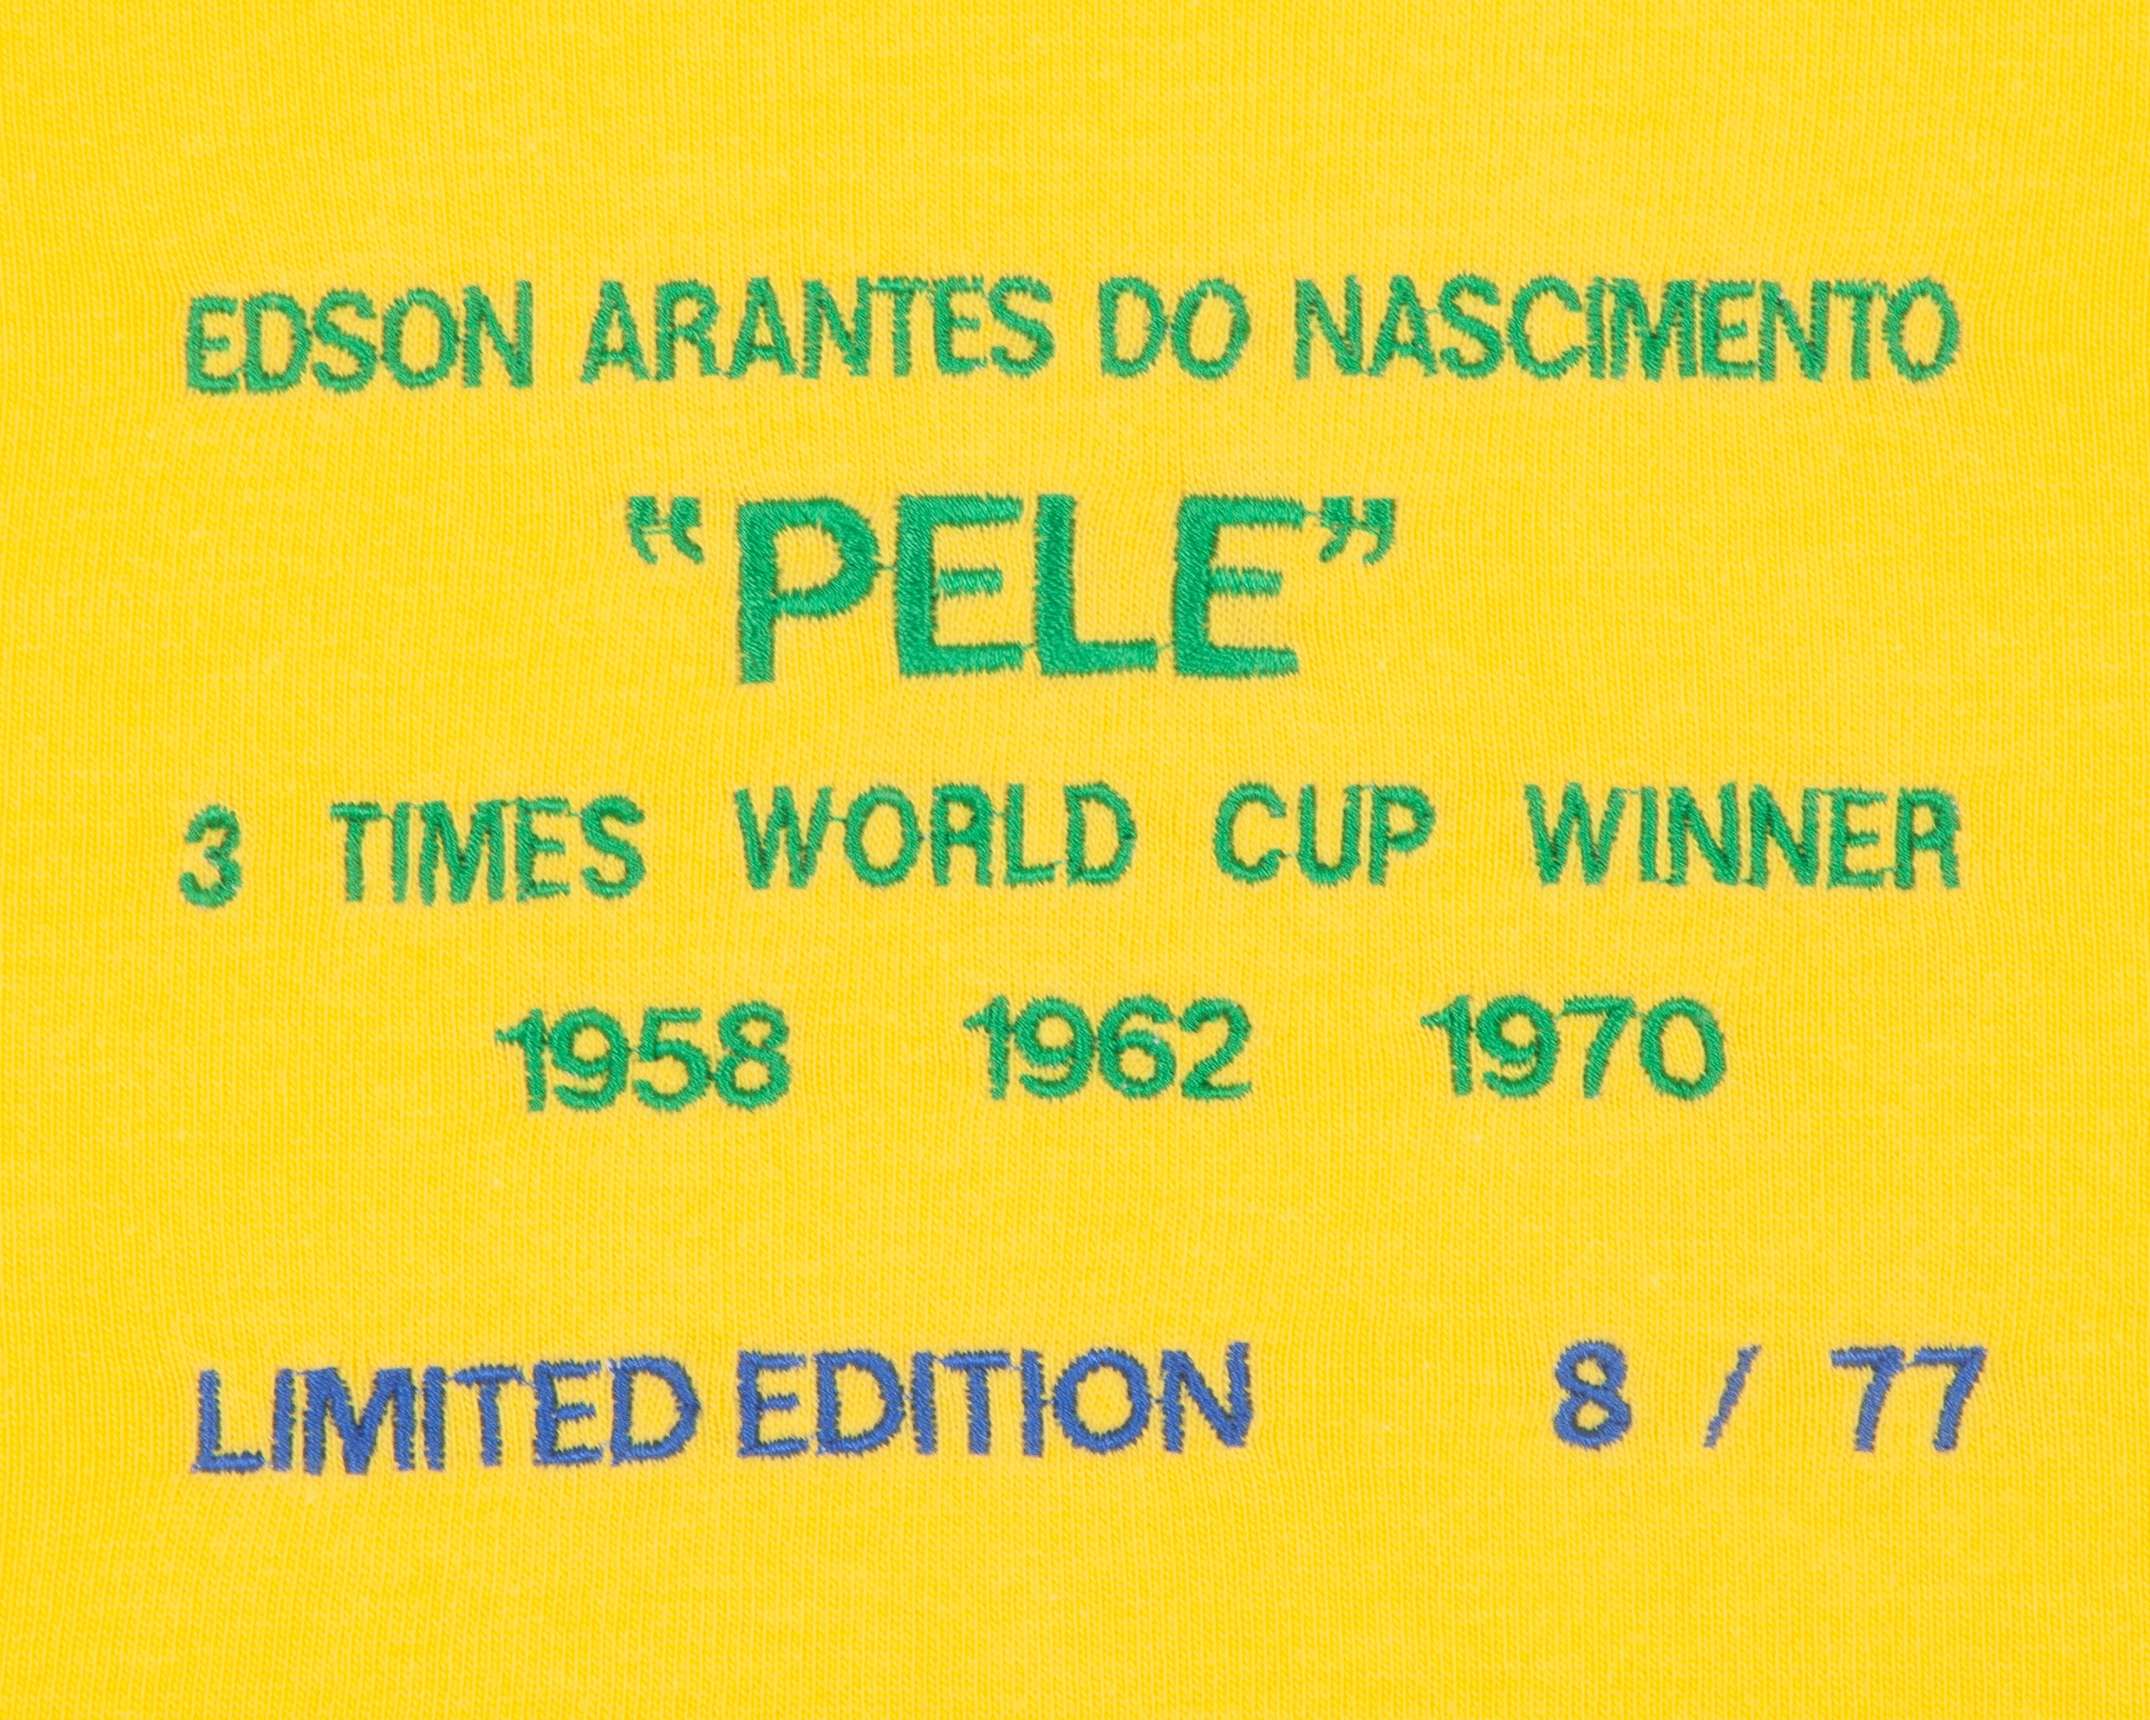 EDSON ARANTES DO NASCIMENTO
“PELE”
3 TIMES WORLD CUP WINNER
1958 1962 1970
LIMITED EDITION 8 / 77